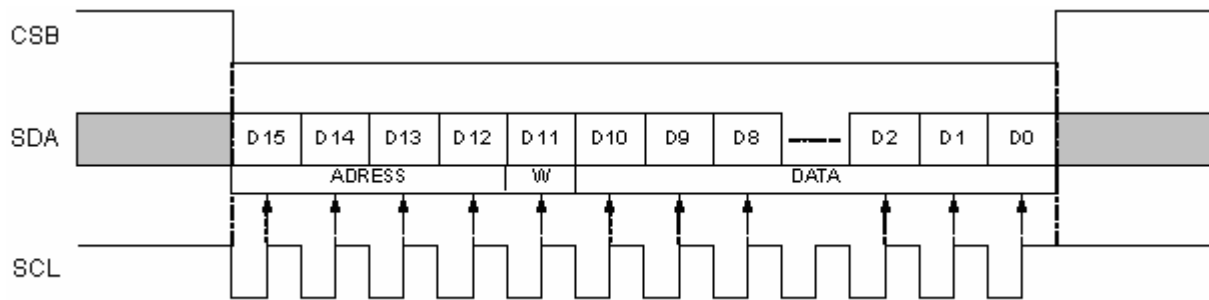 CSB
SDA D15 D14 D13 D12 D11 D10 D9 D8 D2 D1 D0
ADRESS W DATA
SCL